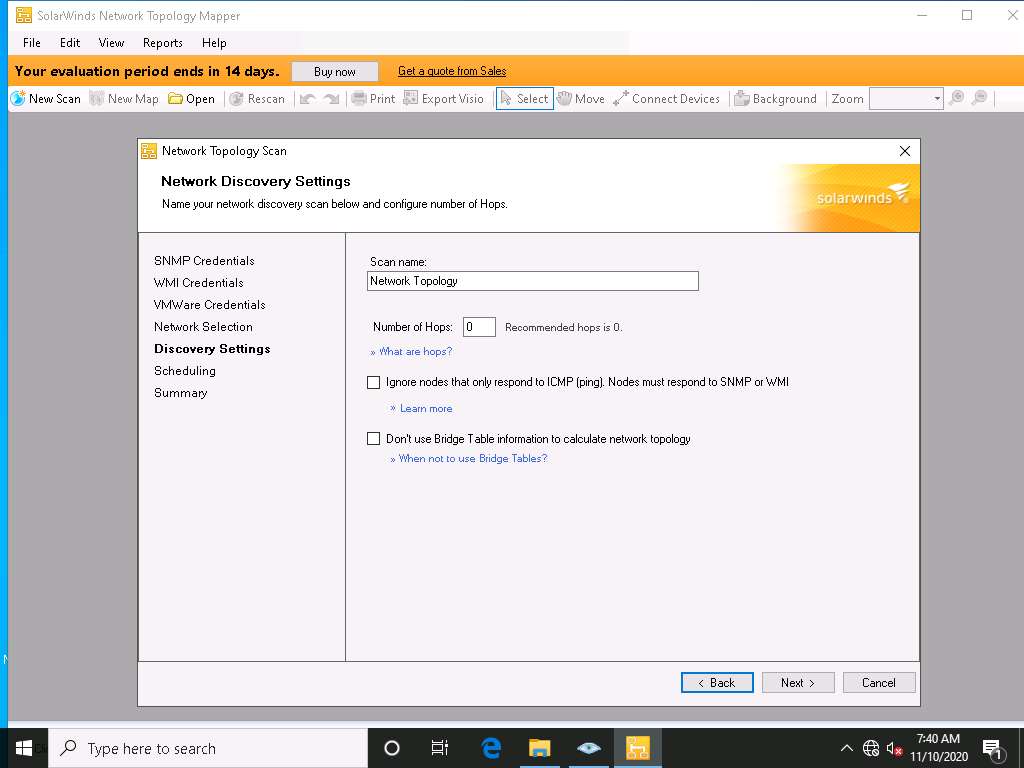 SolarWinds Network Topology Mapper
File Edit View Reports Help
Your evaluation period ends in 14 days. Buy now Get a quote from Sales
New Scan New Map Open Rescan Print Export Visio Select Move Connect Devices Background Zoom
Network Topology Scan
Network Discovery Settings
Name your network discovery scan below and configure number of Hops.
solarwinds
SNMP Credentials
WMI Credentials
VMWare Credentials
Network Selection
Discovery Settings
Scheduling
Summary
Scan name:
Network Topology
Number of Hops: 0 Recommended hops is 0.
» What are hops?
Ignore nodes that only respond to ICMP (ping). Nodes must respond to SNMP or WMI
» Learn more
Don't use Bridge Table information to calculate network topology
» When not to use Bridge Tables?
< Back Next > Cancel
Type here to search
7:40 AM
11/10/2020
1